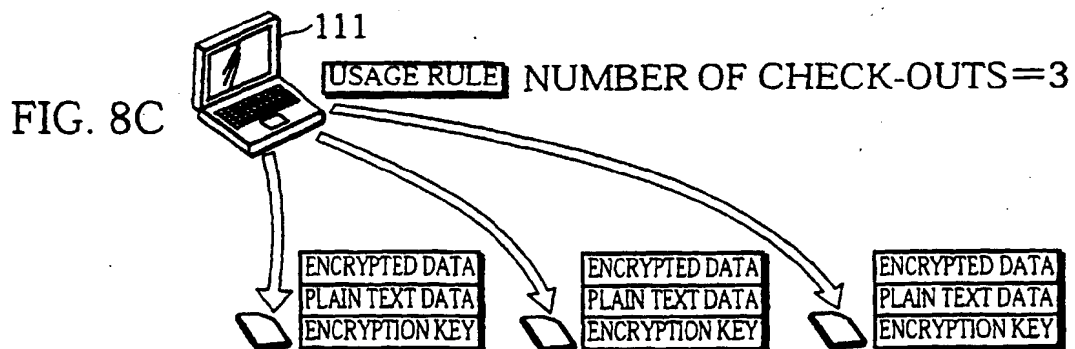 111
USAGE RULE NUMBER OF CHECK-OUTS=3
FIG. 8C
ENCRYPTED DATA ENCRYPTED DATA ENCRYPTED DATA
PLAIN TEXT DATA PLAIN TEXT DATA PLAIN TEXT DATA
ENCRYPTION KEY ENCRYPTION KEY ENCRYPTION KEY